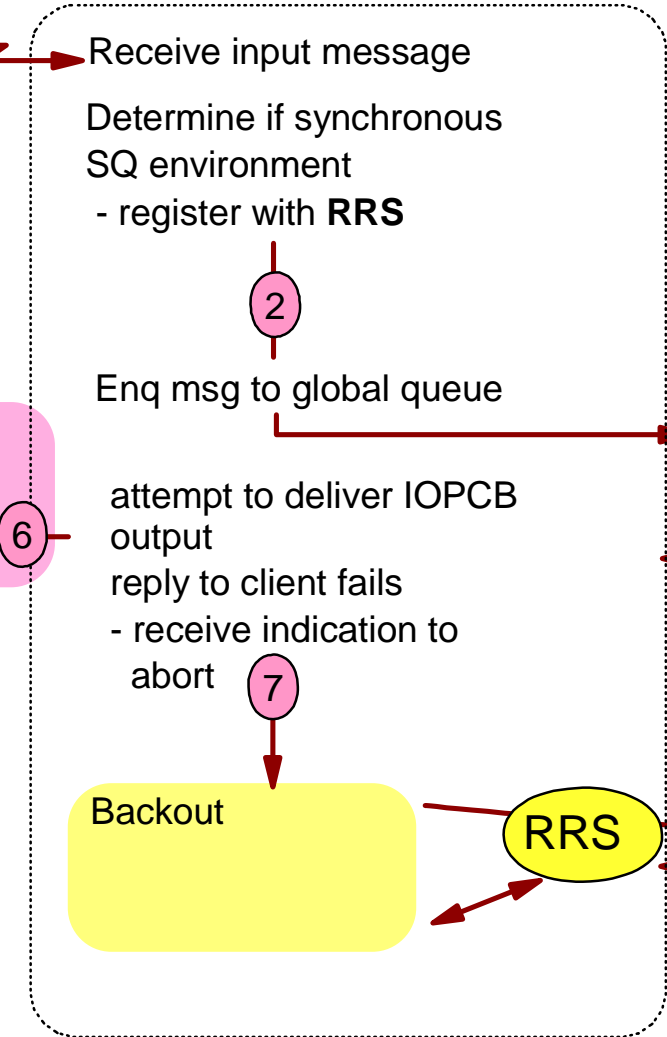 Receive input message
Determine if synchronous
SQ environment
- register with RRS
2
Enq msg to global queue
attempt to deliver IOPCB
6
output
reply to client fails
- receive indication to
abort
7
Backout
RRS